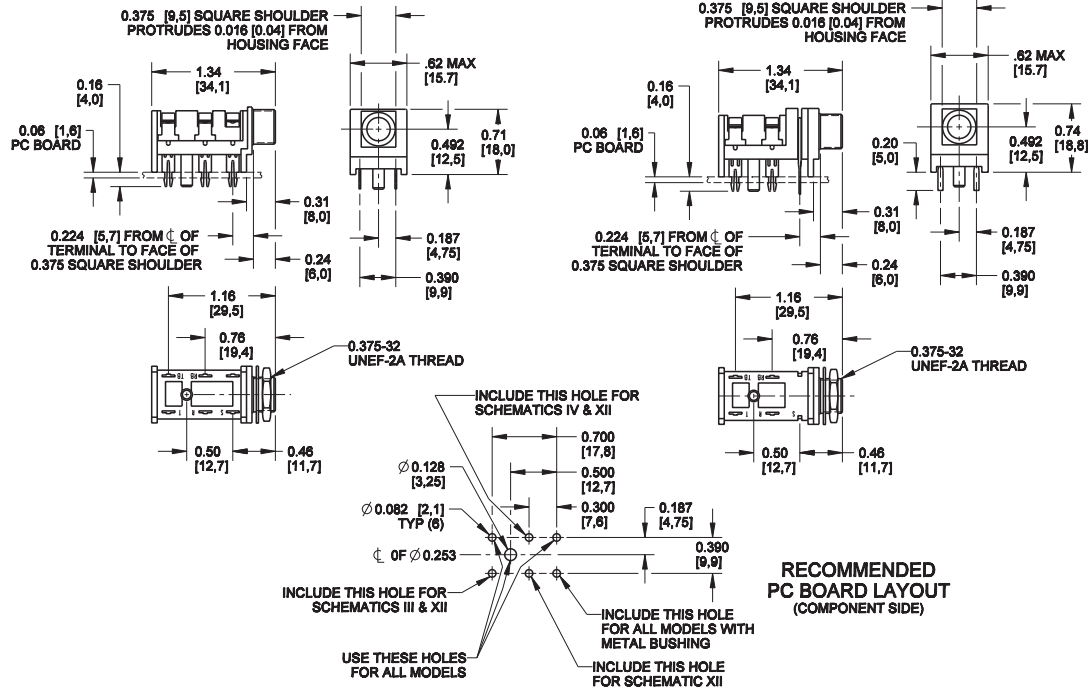 0.375 [9,5] SQUARE SHOULDER
PROTRUDES 0.016 [0.04] FROM
HOUSING FACE
.62 MAX
[15.7]
1.34
[34,1]
0.16
[4,0]
0.06 [1,6]
PC BOARD
0.492
[12,5]
0.71
[18,0]
0.31
[8,0]
0.224 [5,7] FROM ℄ OF
TERMINAL TO FACE OF
0.375 SQUARE SHOULDER
0.24
[6,0]
0.187
[4,75]
0.390
[9,9]
1.16
[29,5]
0.76
[19,4]
0.375-32
UNEF-2A THREAD
TB RB
T R S
0.50
[12,7]
0.46
[11,7]
0.375 [9,5] SQUARE SHOULDER
PROTRUDES 0.016 [0.04] FROM
HOUSING FACE
.62 MAX
[15.7]
1.34
[34,1]
0.16
[4,0]
0.06 [1,6]
PC BOARD
0.20
[5,0]
0.492
[12,5]
0.74
[18,8]
0.31
[8,0]
0.224 [5,7] FROM ℄ OF
TERMINAL TO FACE OF
0.375 SQUARE SHOULDER
0.24
[6,0]
0.187
[4,75]
0.390
[9,9]
1.16
[29,5]
0.76
[19,4]
0.375-32
UNEF-2A THREAD
TB RB
T R S
0.50
[12,7]
0.46
[11,7]
INCLUDE THIS HOLE FOR
SCHEMATICS IV & XII
0.700
[17,8]
Ø 0.128
[3,25]
0.500
[12,7]
Ø 0.082 [2,1]
TYP (6)
0.300
[7,6]
0.187
[4,75]
℄ 0F Ø 0.253
0.390
[9,9]
INCLUDE THIS HOLE FOR
SCHEMATICS III & XII
INCLUDE THIS HOLE
FOR ALL MODELS WITH
METAL BUSHING
USE THESE HOLES
FOR ALL MODELS
INCLUDE THIS HOLE
FOR SCHEMATIC XII
RECOMMENDED
PC BOARD LAYOUT
(COMPONENT SIDE)